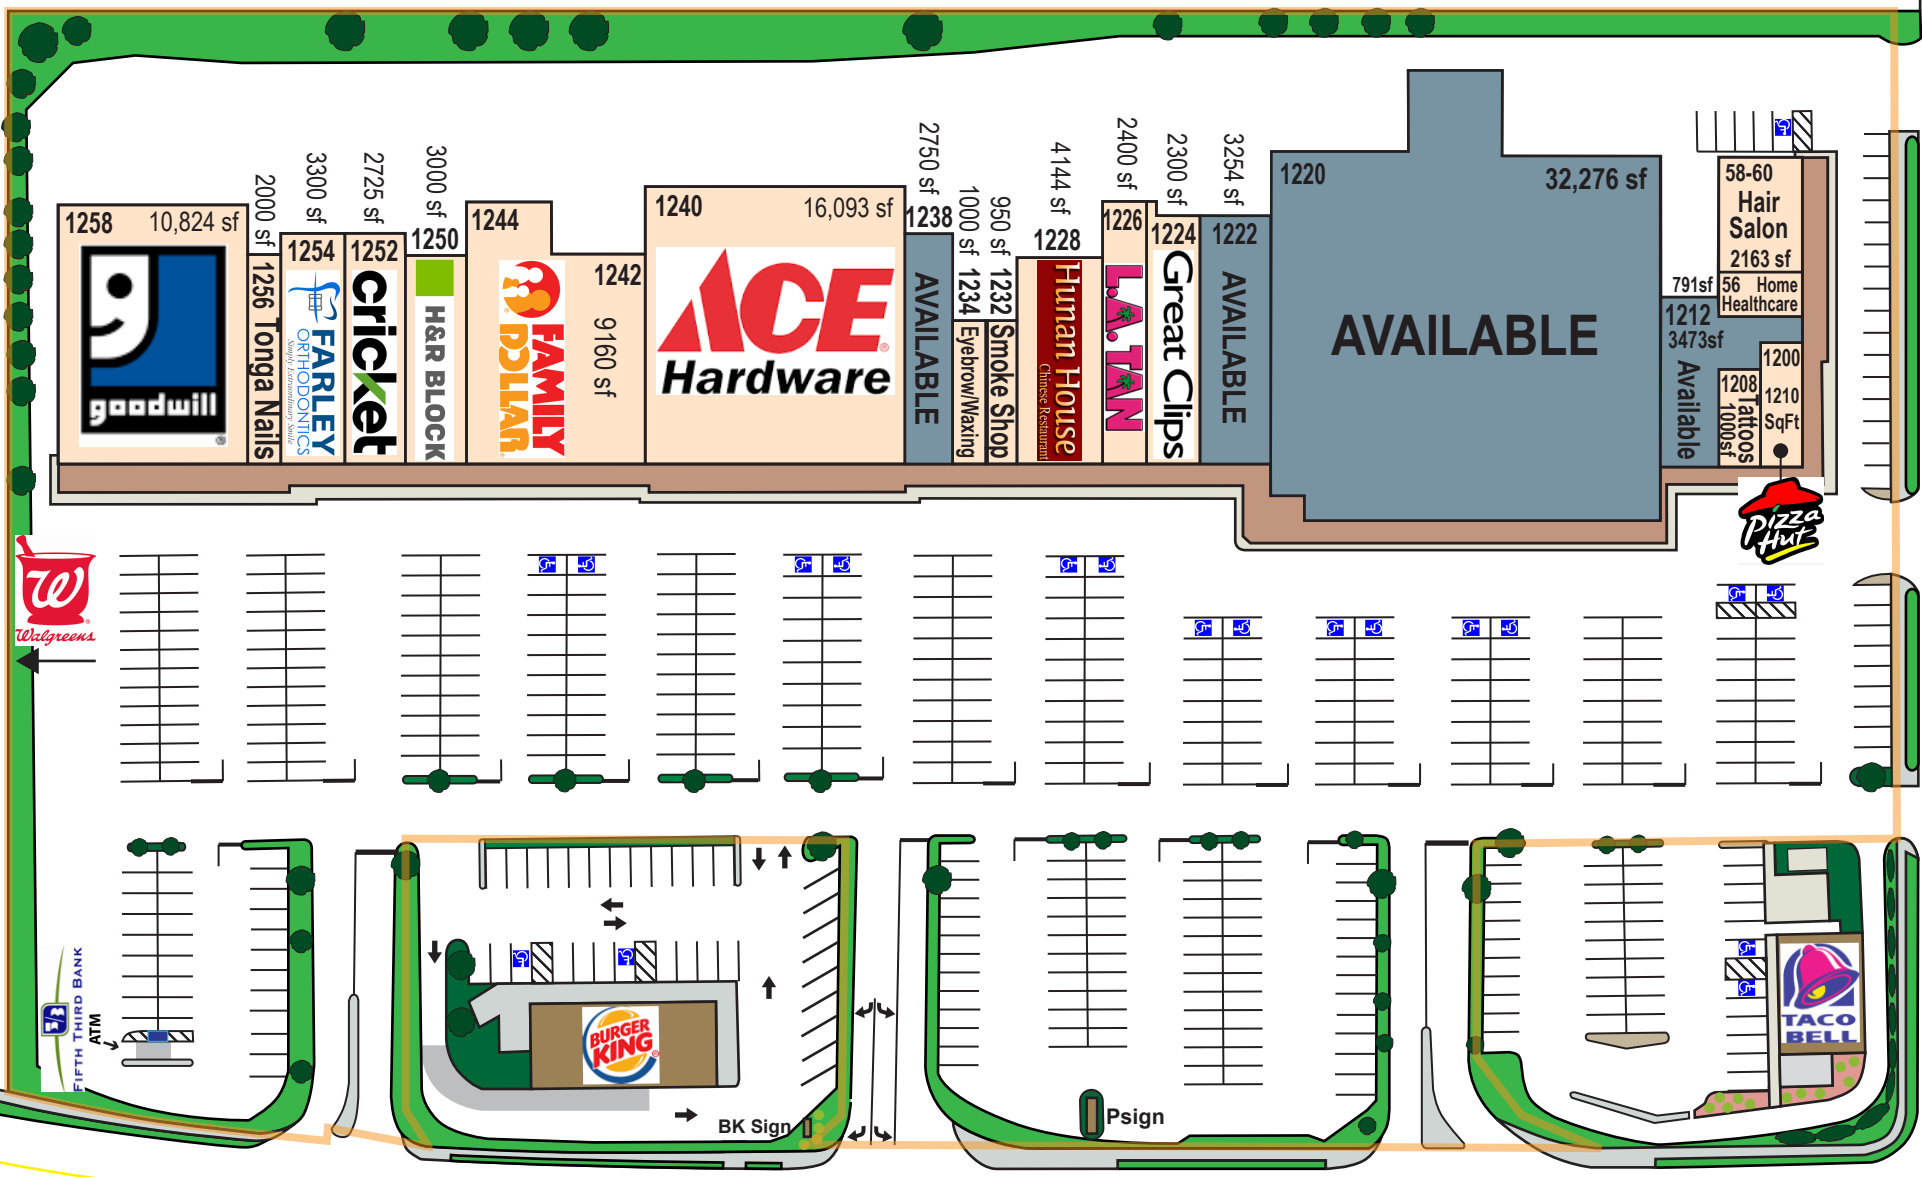 1258
10,824 sf
goodwill
2000 sf
1256 Tonga Nails
3300 sf
1254
FARLEY
ORTHODONTICS
Simply Extraordinary Smile
2725 sf
1252
cricket
3000 sf
1250
H&R BLOCK
1244
FAMILY
DOLLAR
1242
9160 sf
1240
16,093 sf
ACE
Hardware
2750 sf
1238
AVAILABLE
1000 sf
1234
Eyebrow/Waxing
950 sf
1232
Smoke Shop
4144 sf
1228
Hunan House
Chinese Restaurant
2400 sf
1226
L.A. TAN
2300 sf
1224
Great Clips
3254 sf
1222
AVAILABLE
1220
32,276 sf
AVAILABLE
58-60
Hair
Salon
2163 sf
791sf
56 Home
Healthcare
1212
3473sf
Available
1208
Tattoos
1000sf
1200
1210
SqFt
Pizza
Hut
W
Walgreens
FIFTH THIRD BANK
ATM
BURGER
KING
BK Sign
Psign
TACO
BELL